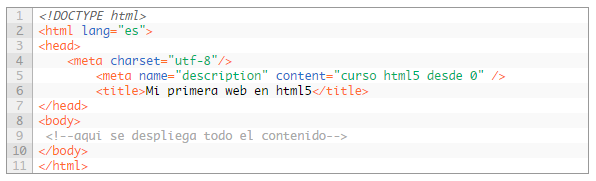 1 <!DOCTYPE html>
2 <html lang="es">
3 <head>
4 <meta charset="utf-8"/>
5 <meta name="description" content="curso html5 desde 0" />
6 <title>Mi primera web en html5</title>
7 </head>
8 <body>
9 <!--aqui se despliega todo el contenido-->
10 </body>
11 </html>